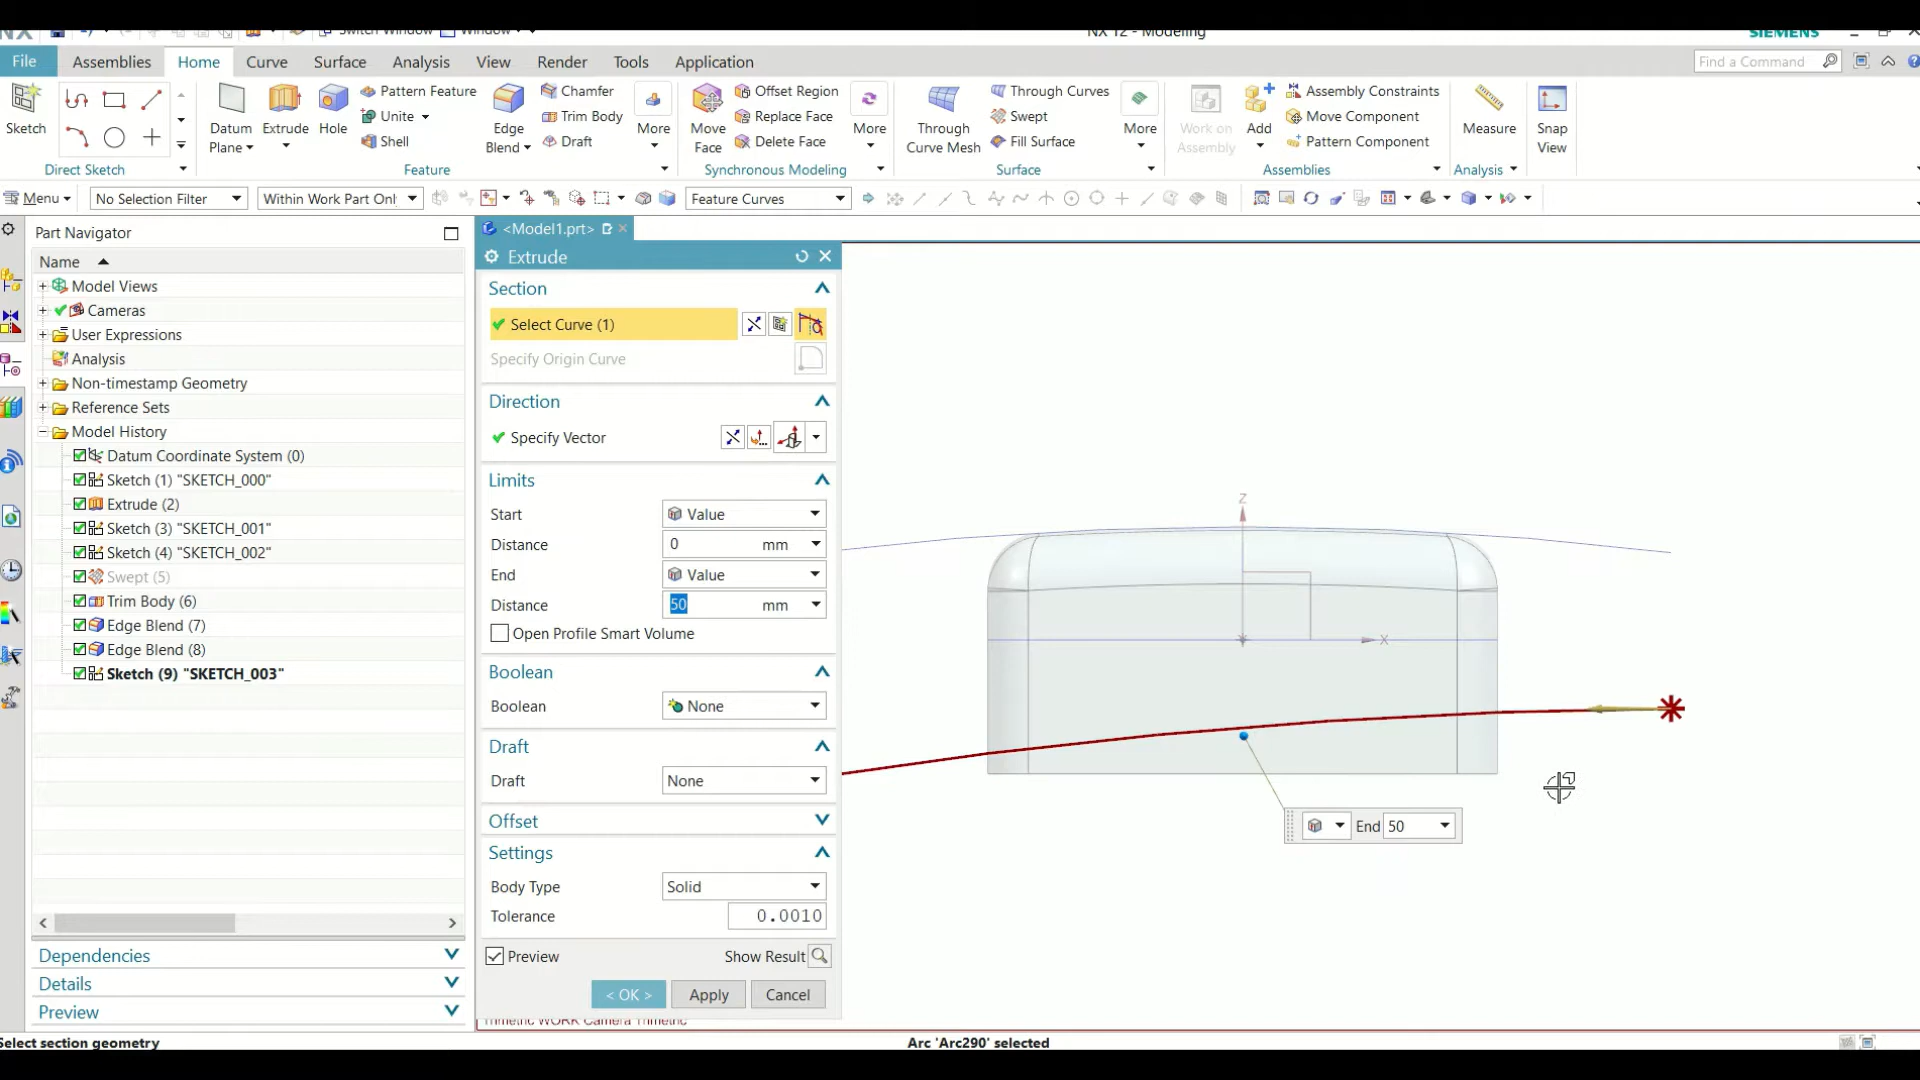 NX
Switch Window
Window
NX 12 - Modeling
SIEMENS
File
Assemblies
Home
Curve
Surface
Analysis
View
Render
Tools
Application
Find a Command
Sketch
Direct Sketch
Datum
Plane
Extrude
Hole
Pattern Feature
Unite
Shell
Edge
Blend
Chamfer
Trim Body
Draft
More
Feature
Move
Face
Offset Region
Replace Face
Delete Face
More
Synchronous Modeling
Through
Curve Mesh
Through Curves
Swept
Fill Surface
More
Surface
Work on
Assembly
Add
Assembly Constraints
Move Component
Pattern Component
Assemblies
Measure
Analysis
Snap
View
Menu
No Selection Filter
Within Work Part Onl
Feature Curves
Part Navigator
Name
Model Views
Cameras
User Expressions
Analysis
Non-timestamp Geometry
Reference Sets
Model History
Datum Coordinate System (0)
Sketch (1) "SKETCH_000"
Extrude (2)
Sketch (3) "SKETCH_001"
Sketch (4) "SKETCH_002"
Swept (5)
Trim Body (6)
Edge Blend (7)
Edge Blend (8)
Sketch (9) "SKETCH_003"
Dependencies
Details
Preview
<Model1.prt>
Extrude
Section
Select Curve (1)
Specify Origin Curve
Direction
Specify Vector
Limits
Start Value
Distance 0 mm
End Value
Distance 50 mm
Open Profile Smart Volume
Boolean
Boolean None
Draft
Draft None
Offset
Settings
Body Type Solid
Tolerance 0.0010
Preview Show Result
< OK > Apply Cancel
Trimetric WORK Camera Trimetric
Z
X
End 50
Select section geometry
Arc 'Arc290' selected